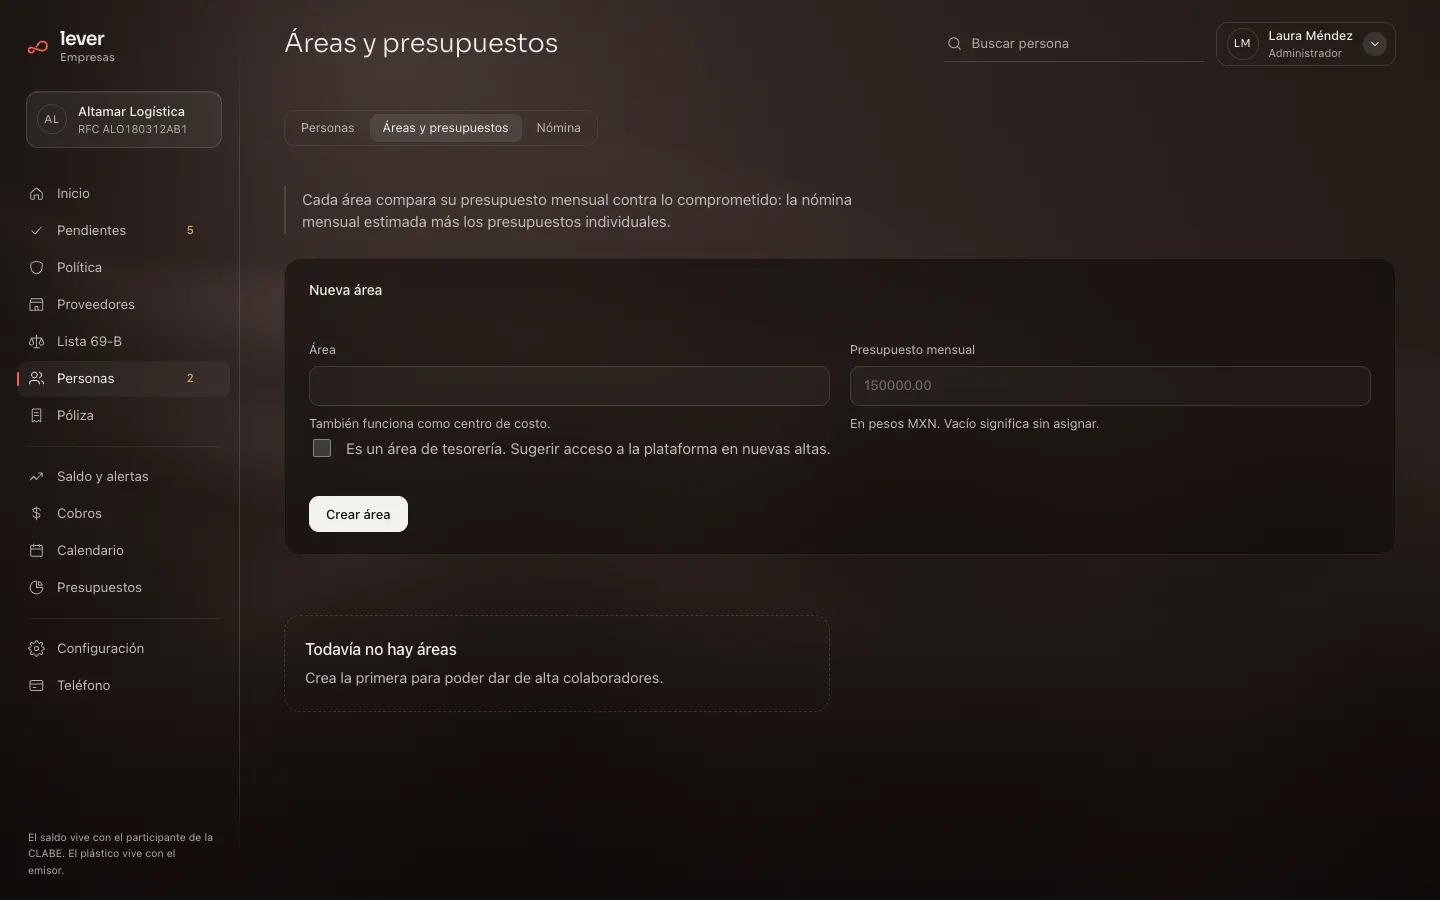 lever
Empresas
Áreas y presupuestos
Buscar persona
LM
Laura Méndez
Administrador
AL
Altamar Logística
RFC ALO180312AB1
Personas
Áreas y presupuestos
Nómina
Inicio
Pendientes 5
Política
Proveedores
Lista 69-B
Personas 2
Póliza
Saldo y alertas
Cobros
Calendario
Presupuestos
Configuración
Teléfono
El saldo vive con el participante de la
CLABE. El plástico vive con el
emisor.
Cada área compara su presupuesto mensual contra lo comprometido: la nómina
mensual estimada más los presupuestos individuales.
Nueva área
Área
También funciona como centro de costo.
Presupuesto mensual
150000.00
En pesos MXN. Vacío significa sin asignar.
Es un área de tesorería. Sugerir acceso a la plataforma en nuevas altas.
Crear área
Todavía no hay áreas
Crea la primera para poder dar de alta colaboradores.